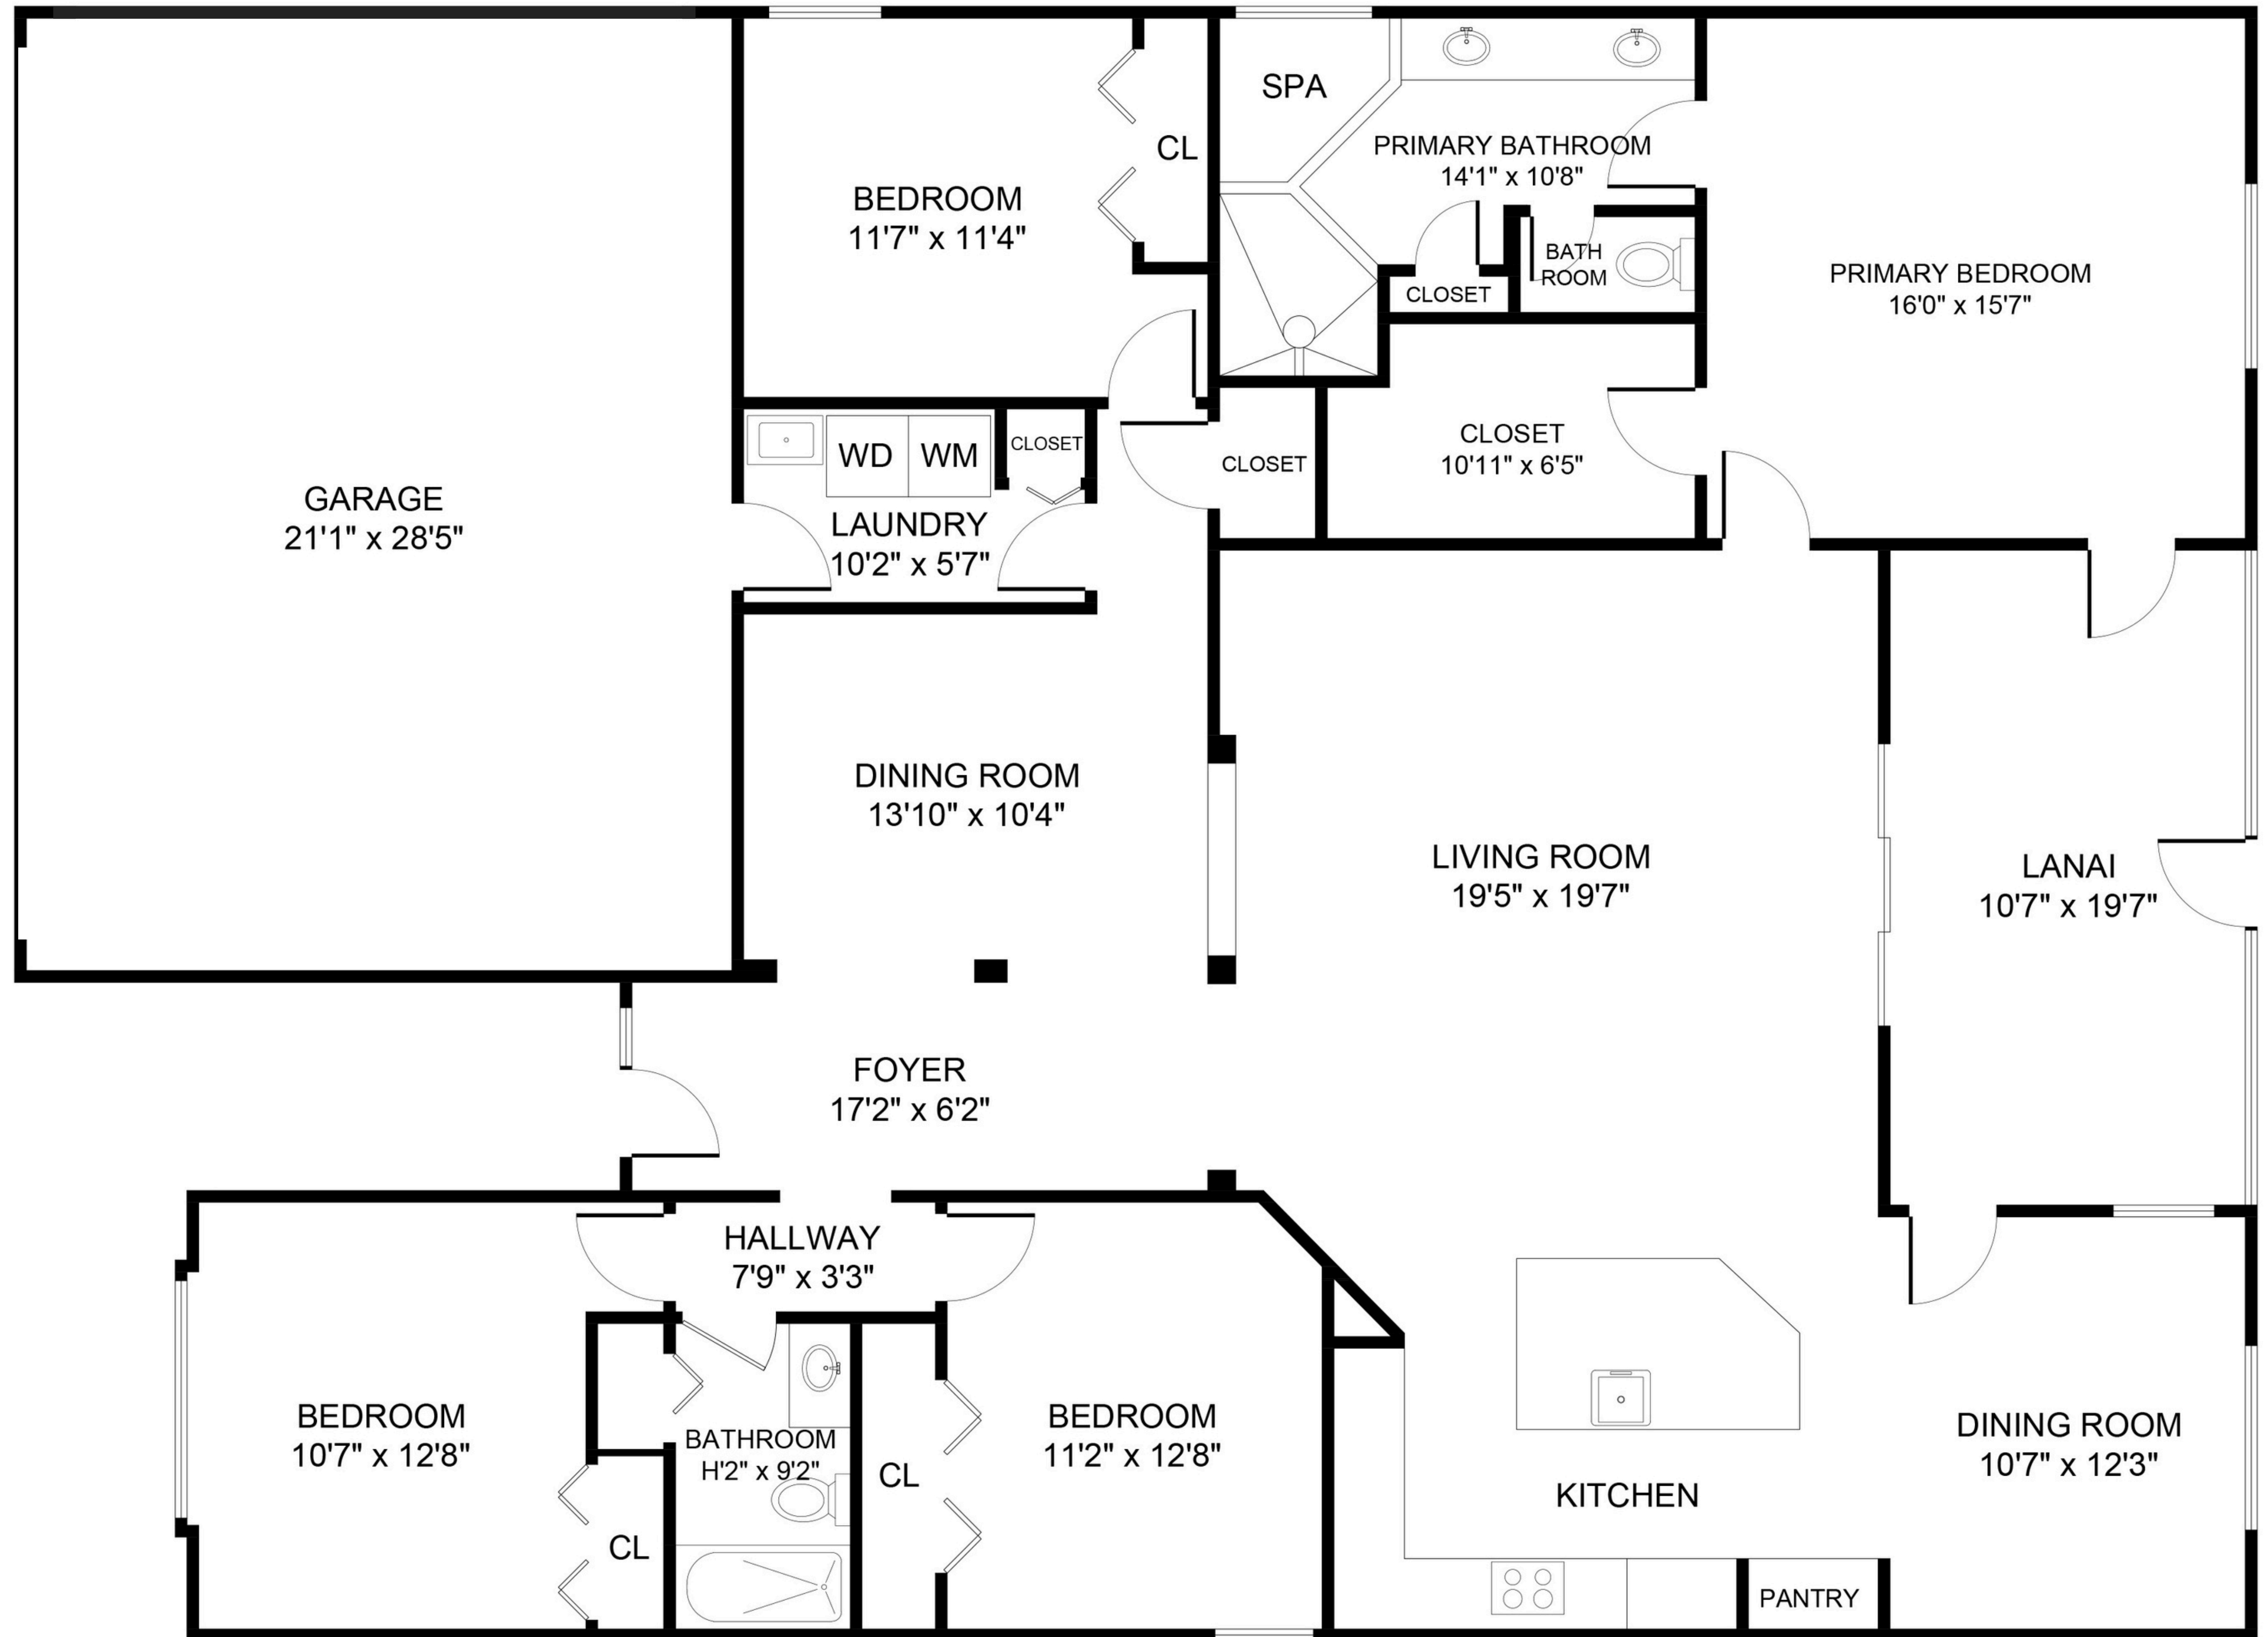 SPA
CL
PRIMARY BATHROOM
14'1" x 10'8"
BEDROOM
11'7" x 11'4"
BATH
ROOM
CLOSET
PRIMARY BEDROOM
16'0" x 15'7"
WD
WM
CLOSET
CLOSET
CLOSET
10'11" x 6'5"
GARAGE
21'1" x 28'5"
LAUNDRY
10'2" x 5'7"
DINING ROOM
13'10" x 10'4"
LIVING ROOM
19'5" x 19'7"
LANAI
10'7" x 19'7"
FOYER
17'2" x 6'2"
HALLWAY
7'9" x 3'3"
BEDROOM
10'7" x 12'8"
BATHROOM
H'2" x 9'2"
CL
CL
BEDROOM
11'2" x 12'8"
KITCHEN
DINING ROOM
10'7" x 12'3"
PANTRY